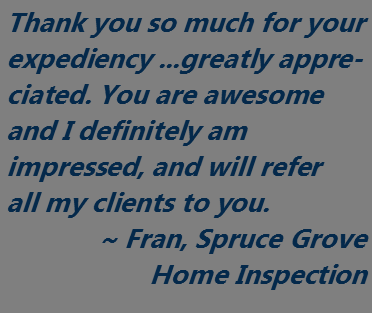 Thank you so much for your
expediency ...greatly appre-
ciated. You are awesome
and I definitely am
impressed, and will refer
all my clients to you.
~ Fran, Spruce Grove
Home Inspection